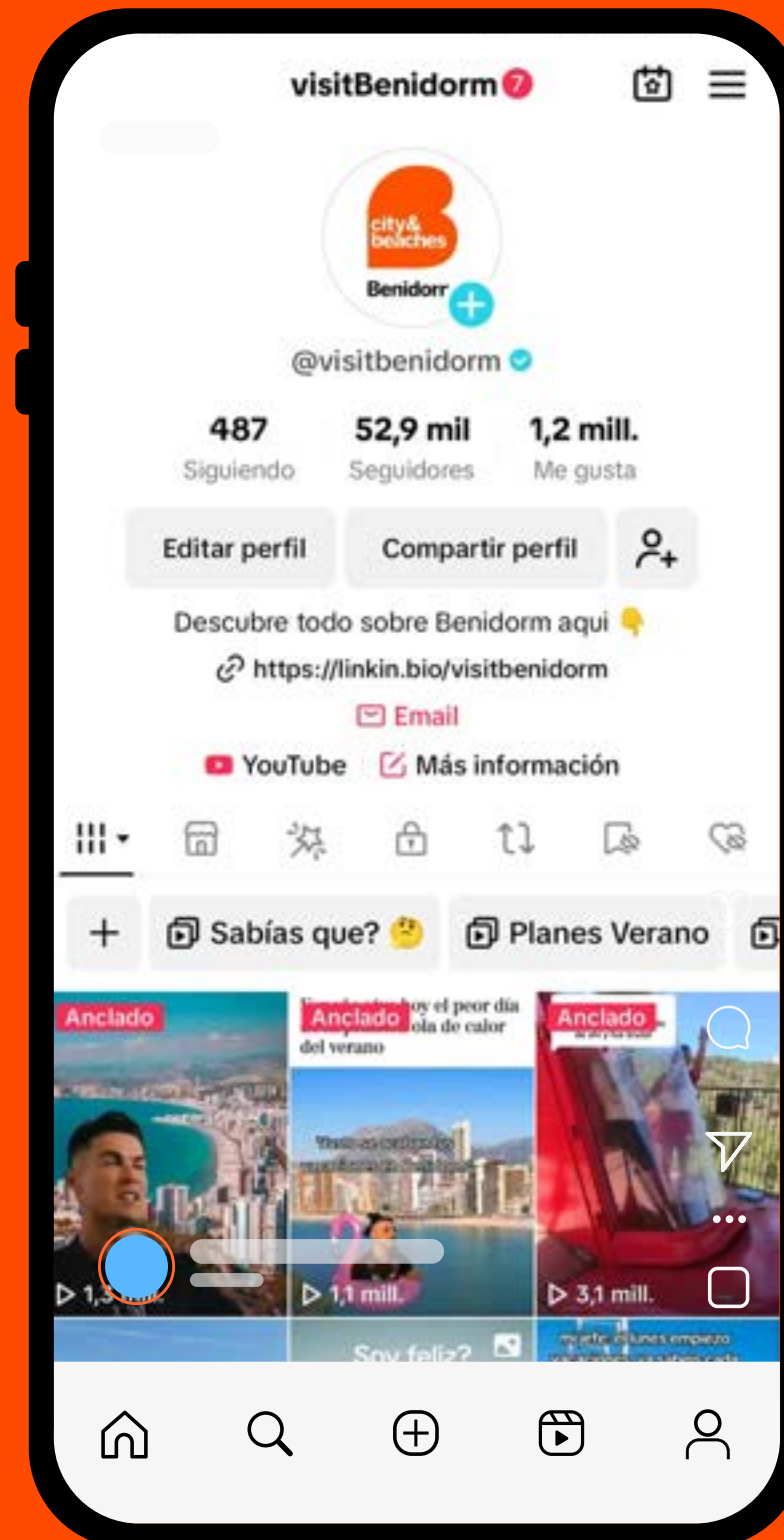 visitBenidorm 7
city&
beaches
Benidorm
@visitbenidorm
487 52,9 mil 1,2 mill.
Siguiendo Seguidores Me gusta
Editar perfil Compartir perfil
Descubre todo sobre Benidorm aqui 👇
https://linkin.bio/visitbenidorm
Email
YouTube Más información
Sabías que? 🤔 Planes Verano
Anclado Anclado Anclado
hoy el peor día
ola de calor
del verano
1,1 mill. 3,1 mill.
Soy feliz?